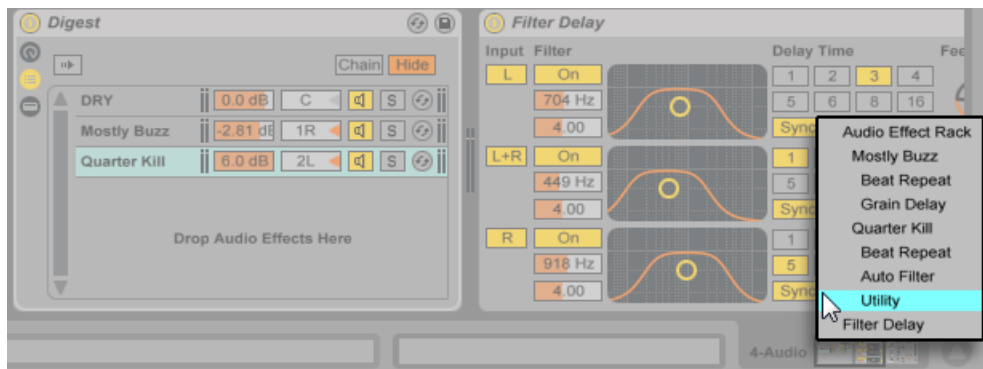 Digest
Chain Hide
DRY 0.0 dB C S
Mostly Buzz -2.81 dB 1R S
Quarter Kill 6.0 dB 2L S
Drop Audio Effects Here
Filter Delay
Input Filter Delay Time Fee
L On 1 2 3 4
704 Hz 5 6 8 16
4.00 Sync
L+R On 1
449 Hz 5
4.00 Sync
R On 1
918 Hz 5
4.00 Sync
Audio Effect Rack
Mostly Buzz
Beat Repeat
Grain Delay
Quarter Kill
Beat Repeat
Auto Filter
Utility
Filter Delay
4-Audio